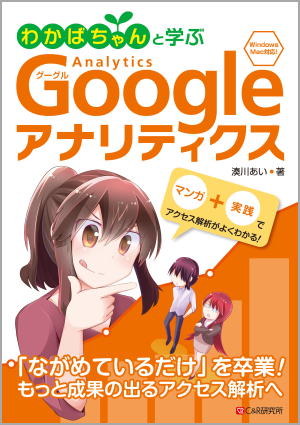 わかばちゃんと学ぶ
Windows
Mac対応!
Analytics
グーグル
Google
アナリティクス
湊川あい・著
マンガ+実践で
アクセス解析がよくわかる!
「ながめているだけ」を卒業!
もっと成果の出るアクセス解析へ
C&R研究所